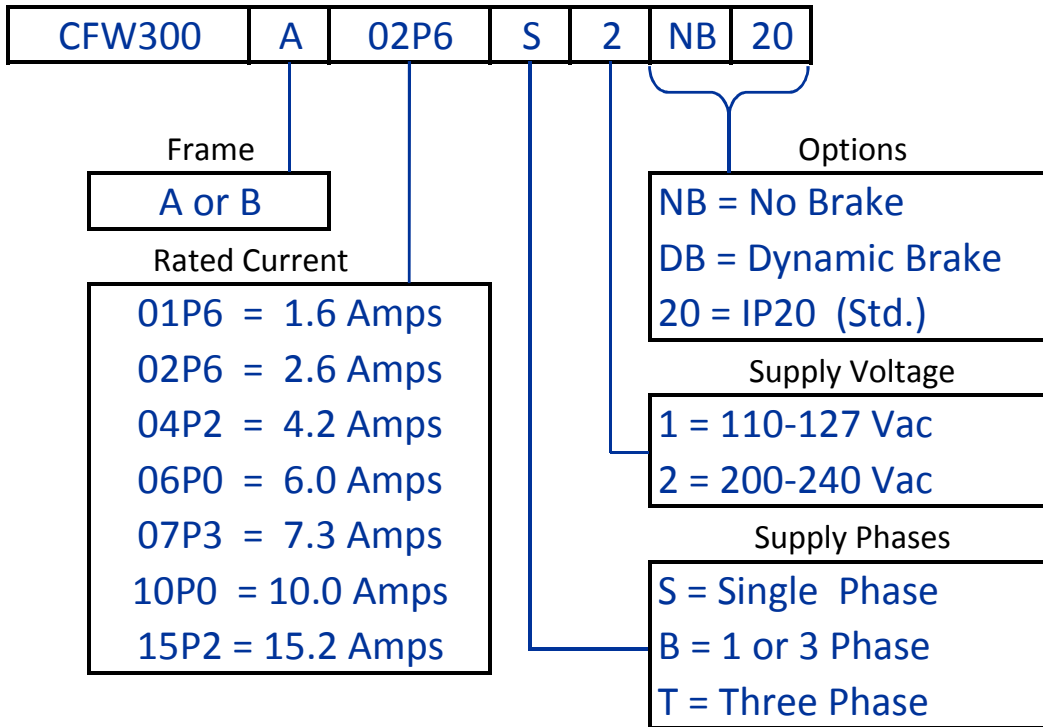 CFW300 A 02P6 S 2 NB 20
Frame
A or B
Rated Current
01P6 = 1.6 Amps
02P6 = 2.6 Amps
04P2 = 4.2 Amps
06P0 = 6.0 Amps
07P3 = 7.3 Amps
10P0 = 10.0 Amps
15P2 = 15.2 Amps
Options
NB = No Brake
DB = Dynamic Brake
20 = IP20 (Std.)
Supply Voltage
1 = 110-127 Vac
2 = 200-240 Vac
Supply Phases
S = Single Phase
B = 1 or 3 Phase
T = Three Phase